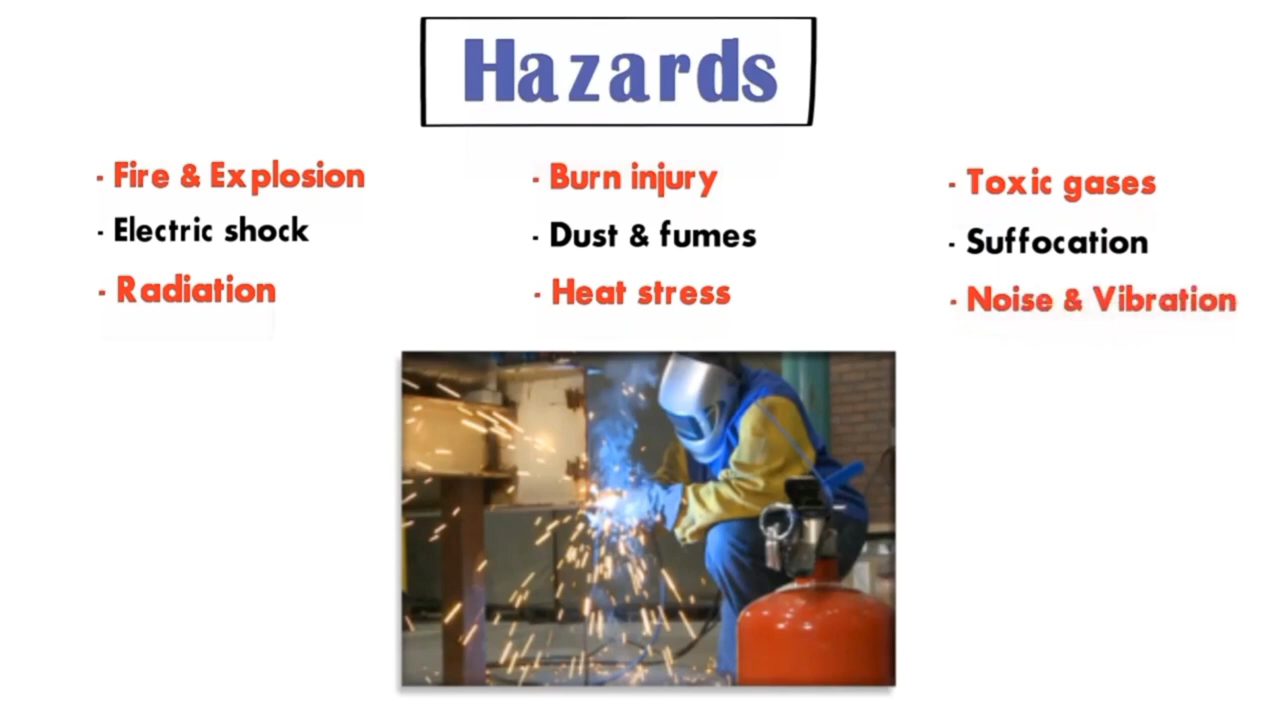 Hazards
- Fire & Explosion
- Electric shock
- Radiation
- Burn injury
- Dust & fumes
- Heat stress
- Toxic gases
- Suffocation
- Noise & Vibration